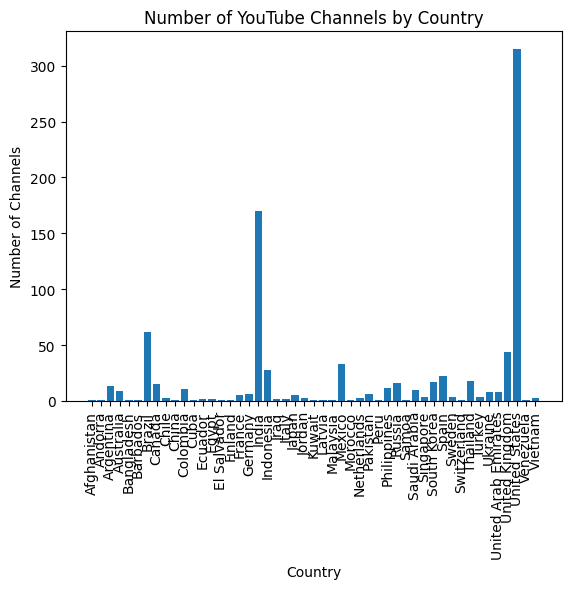 Number of YouTube Channels by Country
Number of Channels
300
250
200
150
100
50
0
Afghanistan
Andorra
Argentina
Australia
Bangladesh
Barbados
Brazil
Canada
Chile
China
Colombia
Cuba
Ecuador
Egypt
El Salvador
Finland
France
Germany
India
Indonesia
Iraq
Italy
Japan
Jordan
Kuwait
Latvia
Malaysia
Mexico
Morocco
Netherlands
Pakistan
Peru
Philippines
Russia
Samoa
Saudi Arabia
Singapore
South Korea
Spain
Sweden
Switzerland
Thailand
Turkey
Ukraine
United Arab Emirates
United Kingdom
United States
Venezuela
Vietnam
Country